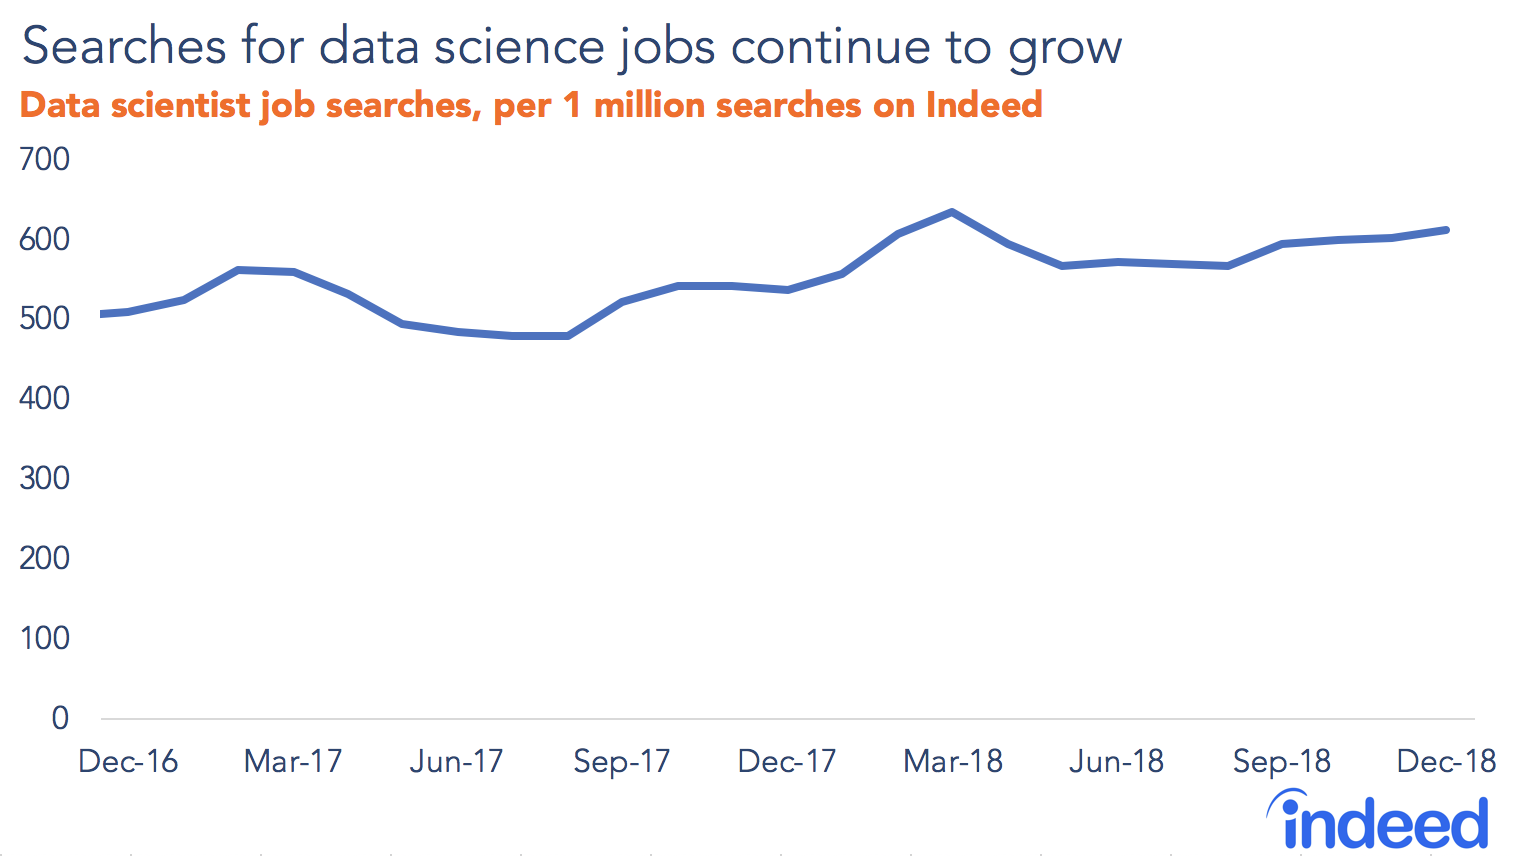 Searches for data science jobs continue to grow
Data scientist job searches, per 1 million searches on Indeed
700
600
500
400
300
200
100
0
Dec-16 Mar-17 Jun-17 Sep-17 Dec-17 Mar-18 Jun-18 Sep-18 Dec-18
indeed